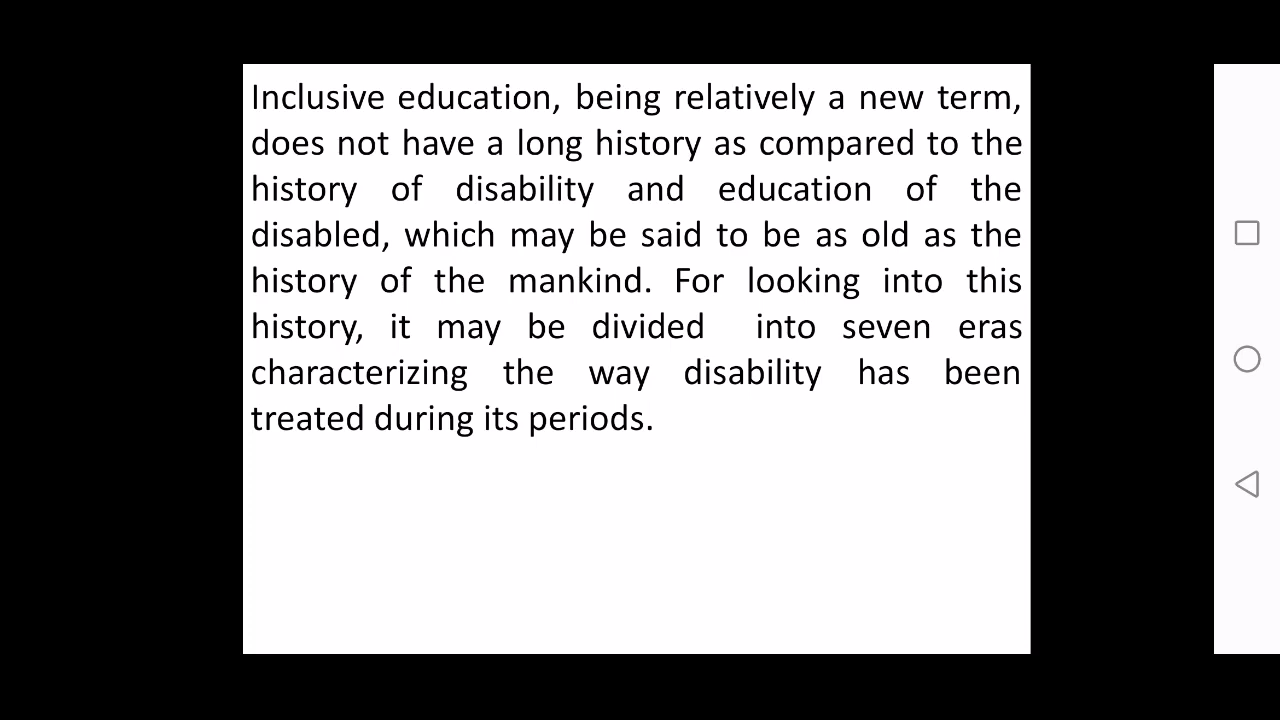 Inclusive education, being relatively a new term,
does not have a long history as compared to the
history of disability and education of the
disabled, which may be said to be as old as the
history of the mankind. For looking into this
history, it may be divided into seven eras
characterizing the way disability has been
treated during its periods.